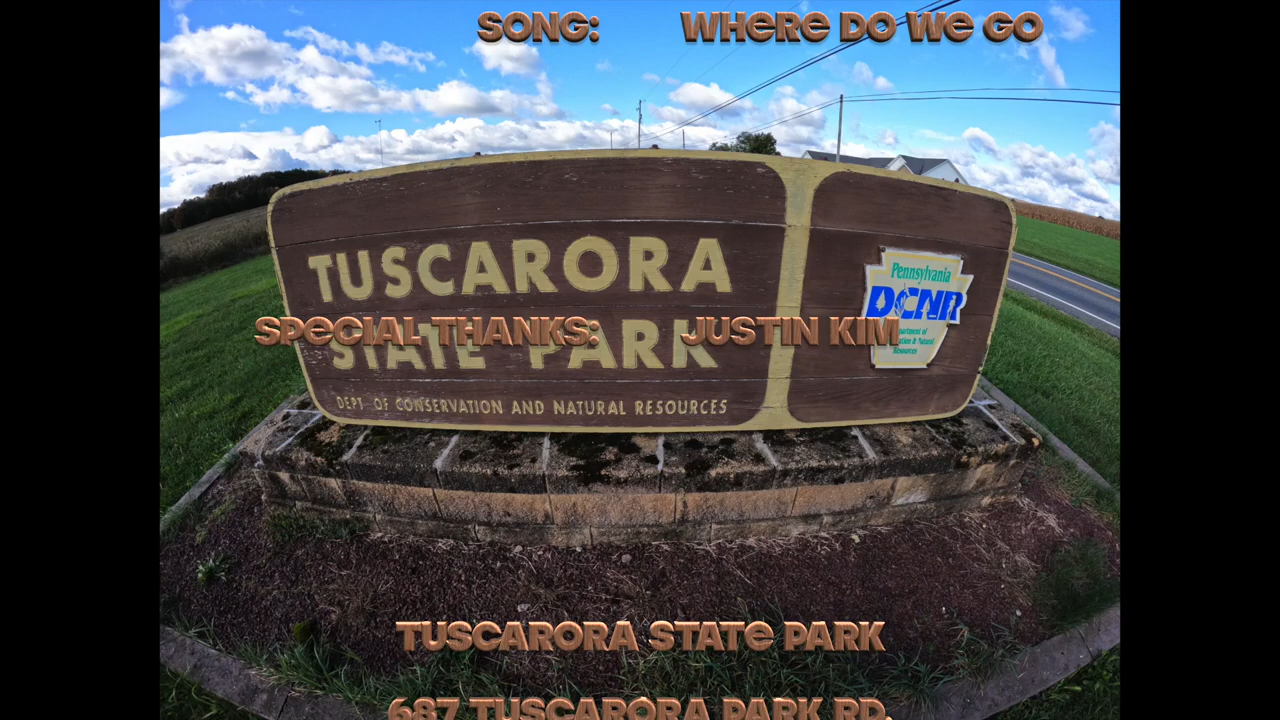 SONG: WHERE DO WE GO
TUSCARORA
STATE PARK
DEPT OF CONSERVATION AND NATURAL RESOURCES
Pennsylvania
DCNR
SPECIAL THANKS: JUSTIN KIM
Resources
TUSCARORA STATE PARK
687 TUSCARORA PARK RD.